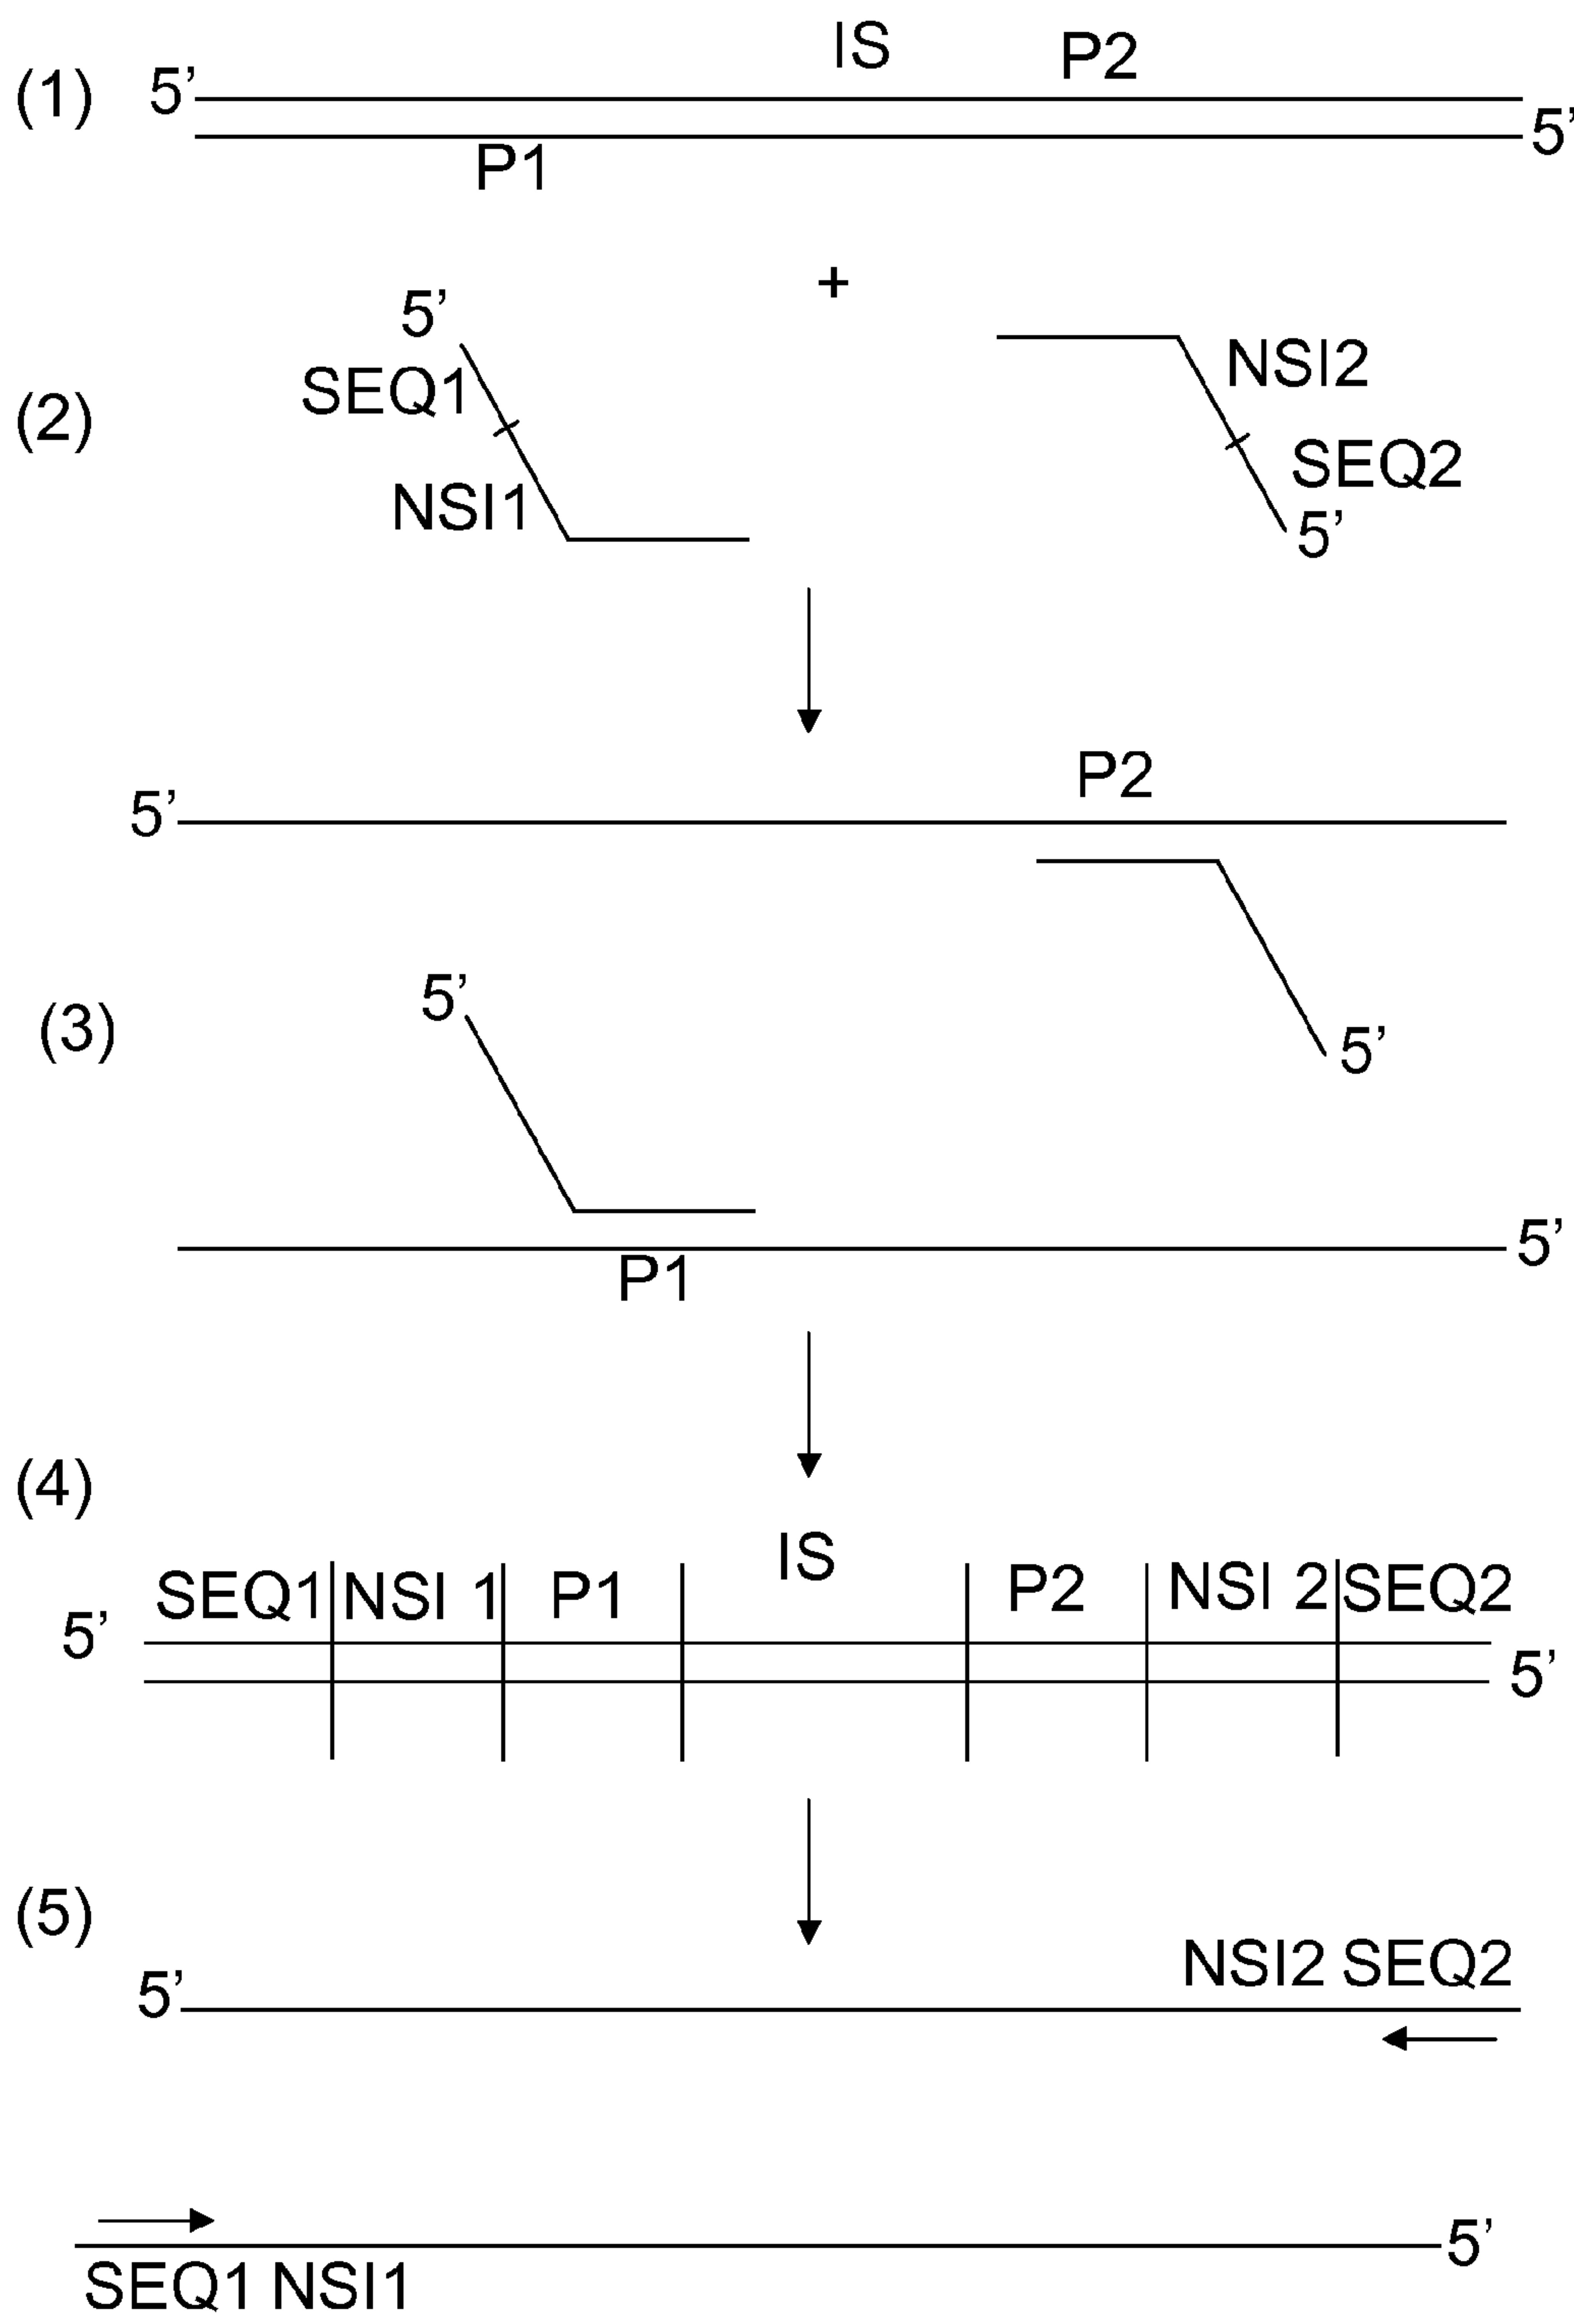 IS P2
(1) 5’ 5’
P1
+
5’
SEQ1 NSI2
(2)
NSI1 SEQ2
5’
P2
5’
5’
(3) 5’
5’
P1
(4)
IS
SEQ1 NSI 1 P1 P2 NSI 2 SEQ2
5’ 5’
(5)
NSI2 SEQ2
5’
5’
SEQ1 NSI1